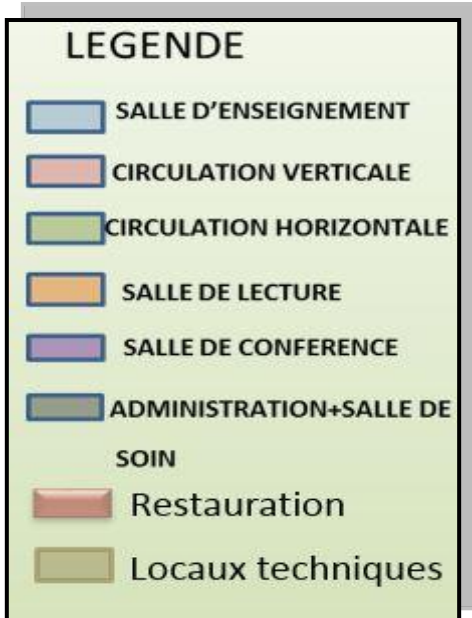 LEGENDE
SALLE D’ENSEIGNEMENT
CIRCULATION VERTICALE
CIRCULATION HORIZONTALE
SALLE DE LECTURE
SALLE DE CONFERENCE
ADMINISTRATION+SALLE DE
SOIN
Restauration
Locaux techniques